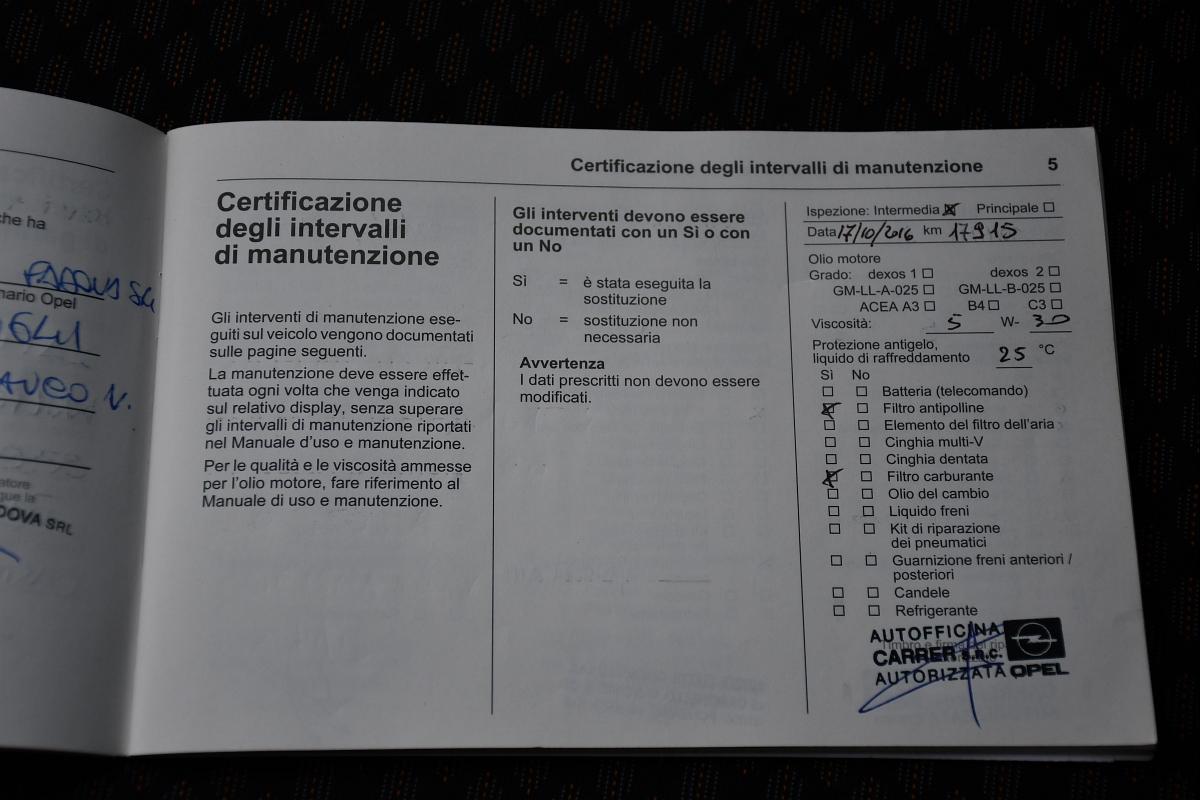 che ha
nario Opel
atore
que la
DOVA SRL
Certificazione degli intervalli di manutenzione 5
Certificazione
degli intervalli
di manutenzione
Gli interventi di manutenzione ese-
guiti sul veicolo vengono documentati
sulle pagine seguenti.
La manutenzione deve essere effet-
tuata ogni volta che venga indicato
sul relativo display, senza superare
gli intervalli di manutenzione riportati
nel Manuale d'uso e manutenzione.
Per le qualità e le viscosità ammesse
per l'olio motore, fare riferimento al
Manuale di uso e manutenzione.
Gli interventi devono essere
documentati con un Sì o con
un No
Sì = è stata eseguita la
sostituzione
No = sostituzione non
necessaria
Avvertenza
I dati prescritti non devono essere
modificati.
Ispezione: Intermedia ☒ Principale ☐
Data 17/10/2016 km 17915
Olio motore
Grado: dexos 1 ☐ dexos 2 ☐
GM-LL-A-025 ☐ GM-LL-B-025 ☐
ACEA A3 ☐ B4 ☐ C3 ☐
Viscosità: 5 W- 30
Protezione antigelo,
liquido di raffreddamento 25 °C
Sì No
☐ ☐ Batteria (telecomando)
☒ ☐ Filtro antipolline
☐ ☐ Elemento del filtro dell'aria
☐ ☐ Cinghia multi-V
☐ ☐ Cinghia dentata
☒ ☐ Filtro carburante
☐ ☐ Olio del cambio
☐ ☐ Liquido freni
☐ ☐ Kit di riparazione
dei pneumatici
☐ ☐ Guarnizione freni anteriori /
posteriori
☐ ☐ Candele
☐ ☐ Refrigerante
AUTOFFICINA
CARRER s.n.c.
AUTORIZZATA OPEL